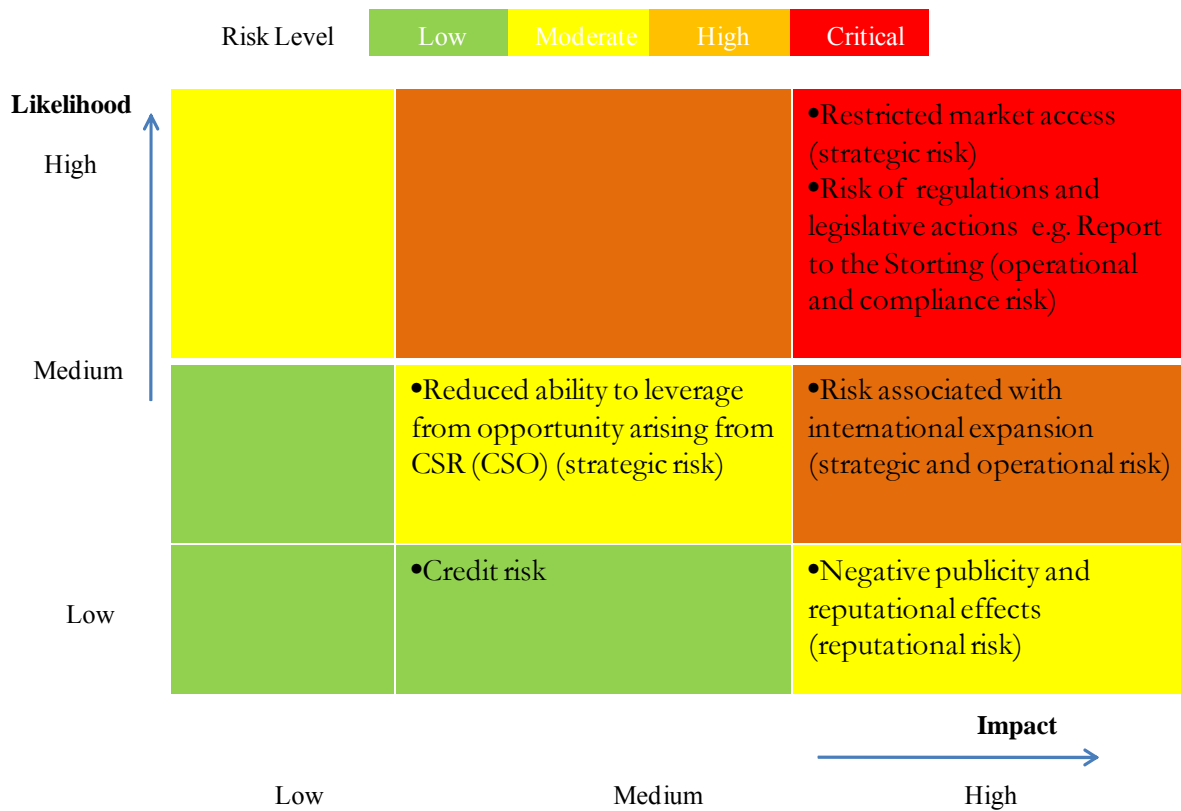 Risk Level Low Moderate High Critical
Likelihood
High
•Restricted market access
(strategic risk)
•Risk of regulations and
legislative actions e.g. Report
to the Storting (operational
and compliance risk)
Medium
•Reduced ability to leverage
from opportunity arising from
CSR (CSO) (strategic risk)
•Risk associated with
international expansion
(strategic and operational risk)
Low
•Credit risk
•Negative publicity and
reputational effects
(reputational risk)
Impact
Low Medium High